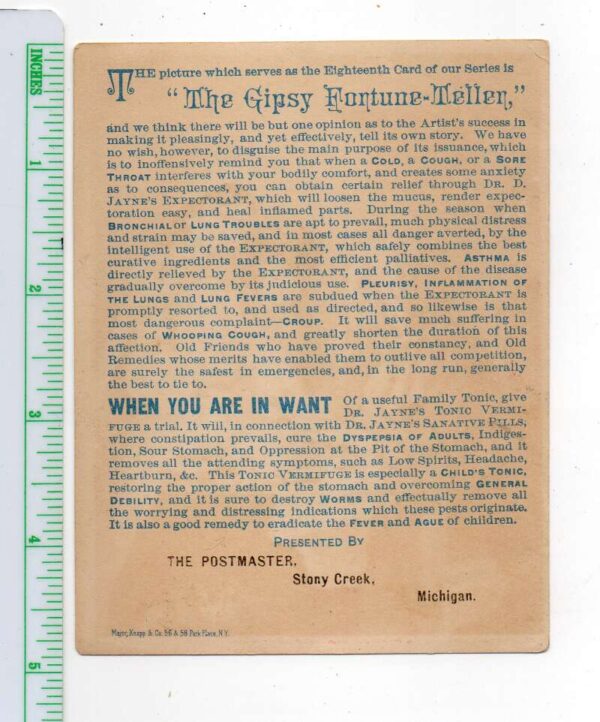 INCHES
1
2
3
4
5
THE picture which serves as the Eighteenth Card of our Series is
"The Gipsy Fortune-Teller,"
and we think there will be but one opinion as to the Artist's success in
making it pleasingly, and yet effectively, tell its own story. We have
no wish, however, to disguise the main purpose of its issuance, which
is to inoffensively remind you that when a COLD, a COUGH, or a SORE
THROAT interferes with your bodily comfort, and creates some anxiety
as to consequences, you can obtain certain relief through DR. D.
JAYNE'S EXPECTORANT, which will loosen the mucus, render expec-
toration easy, and heal inflamed parts. During the season when
BRONCHIAL or LUNG TROUBLES are apt to prevail, much physical distress
and strain may be saved, and in most cases all danger averted, by the
intelligent use of the EXPECTORANT, which safely combines the best
curative ingredients and the most efficient palliatives. ASTHMA is
directly relieved by the EXPECTORANT, and the cause of the disease
gradually overcome by its judicious use. PLEURISY, INFLAMMATION OF
THE LUNGS and LUNG FEVERS are subdued when the EXPECTORANT is
promptly resorted to, and used as directed, and so likewise is that
most dangerous complaint—CROUP. It will save much suffering in
cases of WHOOPING COUGH, and greatly shorten the duration of this
affection. Old Friends who have proved their constancy, and Old
Remedies whose merits have enabled them to outlive all competition,
are surely the safest in emergencies, and, in the long run, generally
the best to tie to.
WHEN YOU ARE IN WANT Of a useful Family Tonic, give
DR. JAYNE'S TONIC VERMI-
FUGE a trial. It will, in connection with DR. JAYNE'S SANATIVE PILLS,
where constipation prevails, cure the DYSPEPSIA OF ADULTS, Indiges-
tion, Sour Stomach, and Oppression at the Pit of the Stomach, and it
removes all the attending symptoms, such as Low Spirits, Headache,
Heartburn, &c. This TONIC VERMIFUGE is especially a CHILD'S TONIC,
restoring the proper action of the stomach and overcoming GENERAL
DEBILITY, and it is sure to destroy WORMS and effectually remove all
the worrying and distressing indications which these pests originate.
It is also a good remedy to eradicate the FEVER and AGUE of children.
PRESENTED BY
THE POSTMASTER,
Stony Creek,
Michigan.
Major, Knapp & Co. 56 & 58 Park Place, N.Y.